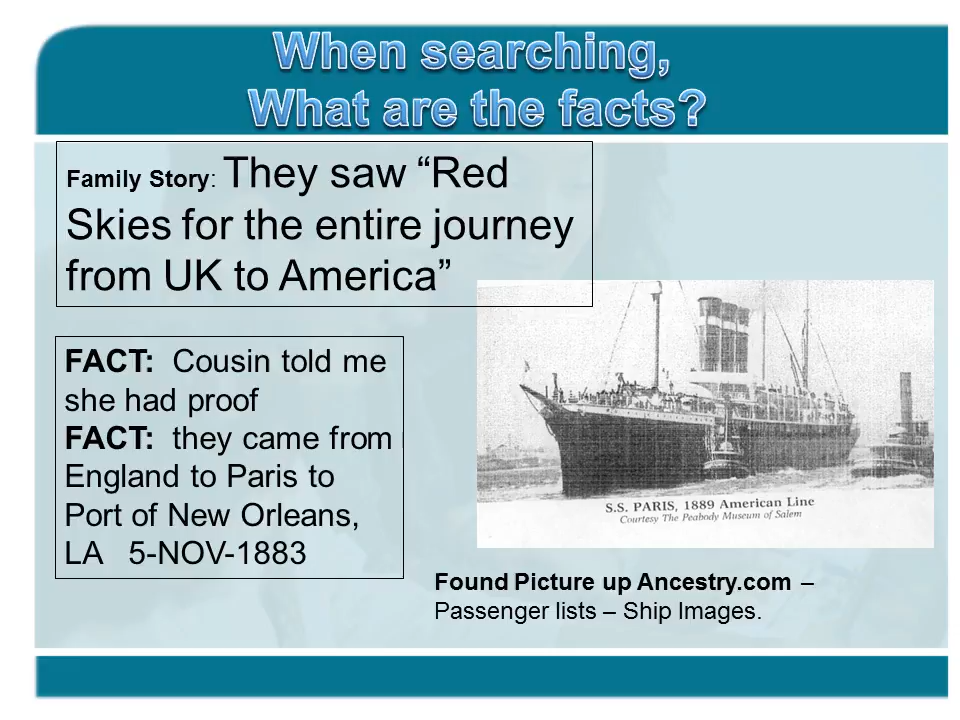 When searching,
What are the facts?
Family Story: They saw “Red
Skies for the entire journey
from UK to America”
FACT:  Cousin told me
she had proof
FACT:  they came from
England to Paris to
Port of New Orleans,
LA   5-NOV-1883
S.S. PARIS, 1889 American Line
Courtesy The Peabody Museum of Salem
Found Picture up Ancestry.com –
Passenger lists – Ship Images.